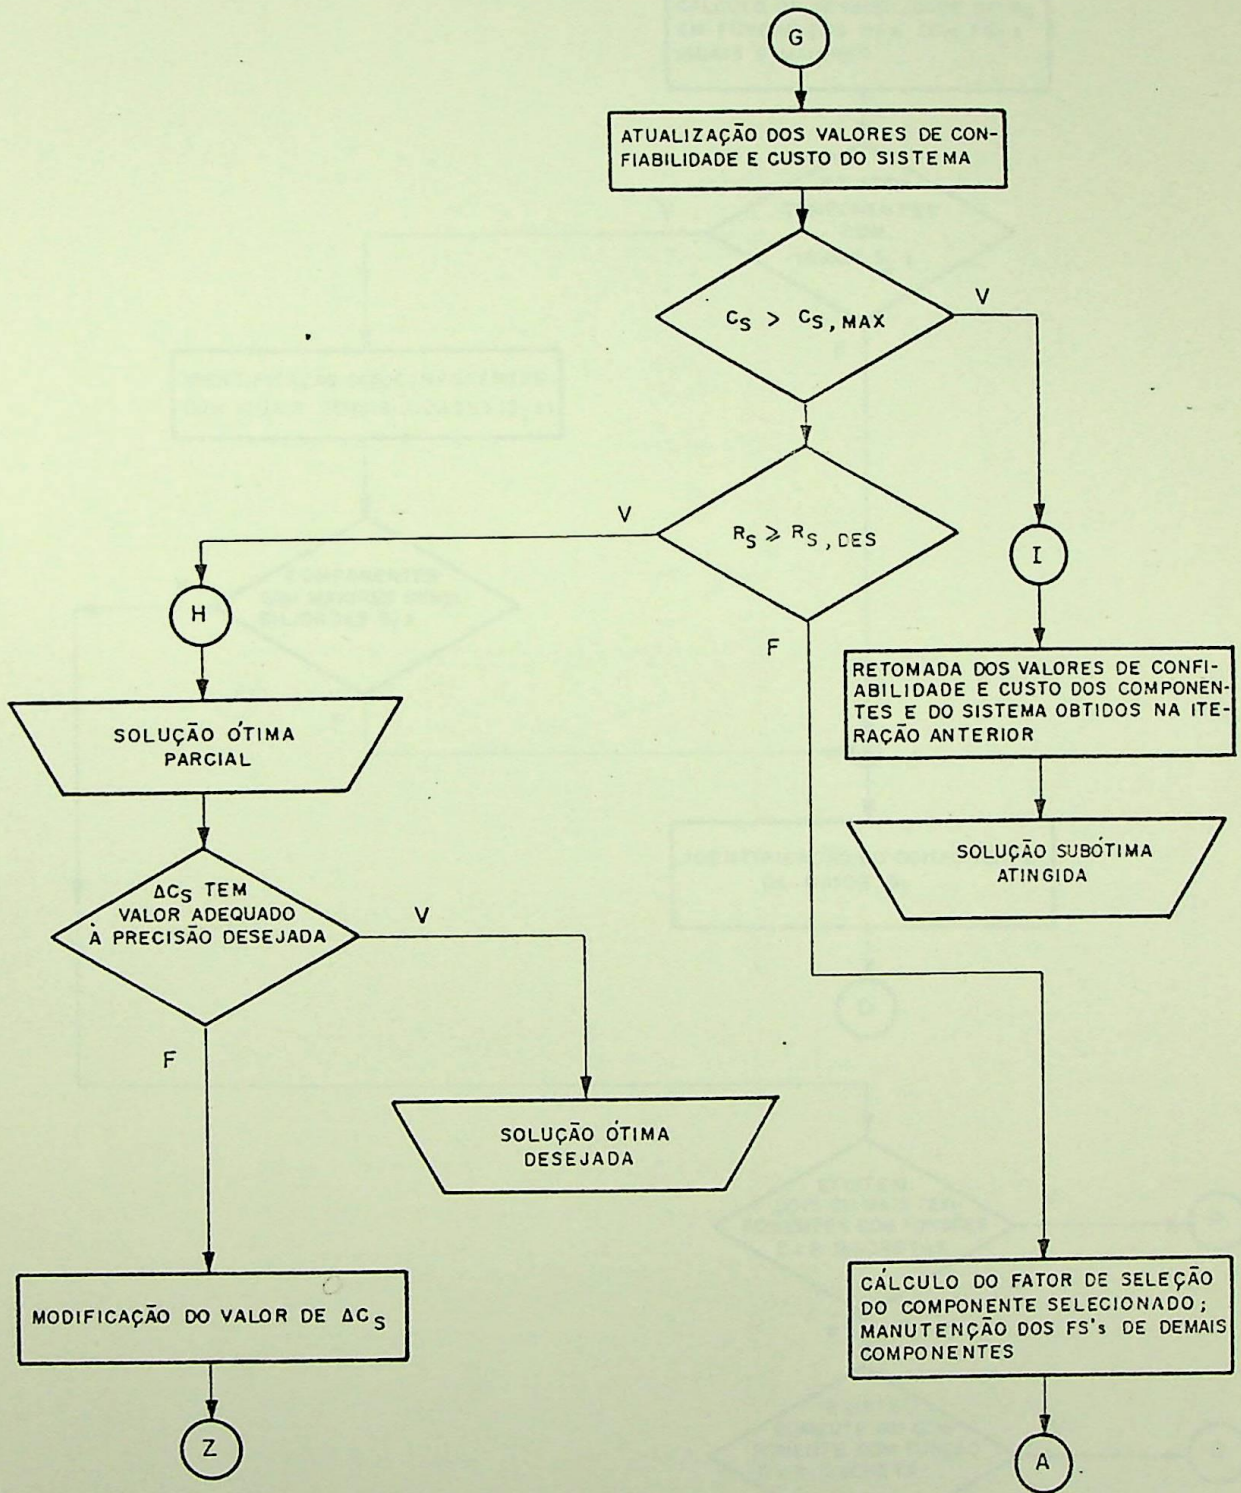 G
ATUALIZAÇÃO DOS VALORES DE CON-
FIABILIDADE E CUSTO DO SISTEMA
CS > CS,MAX
V
RS ⩾ RS,DES
V
F
I
H
RETOMADA DOS VALORES DE CONFI-
ABILIDADE E CUSTO DOS COMPONEN-
TES E DO SISTEMA OBTIDOS NA ITE-
RAÇÃO ANTERIOR
SOLUÇÃO ÓTIMA
PARCIAL
SOLUÇÃO SUBÓTIMA
ATINGIDA
ΔCS TEM
VALOR ADEQUADO
À PRECISÃO DESEJADA
V
F
SOLUÇÃO ÓTIMA
DESEJADA
MODIFICAÇÃO DO VALOR DE ΔCS
CÁLCULO DO FATOR DE SELEÇÃO
DO COMPONENTE SELECIONADO;
MANUTENÇÃO DOS FS's DE DEMAIS
COMPONENTES
Z
A